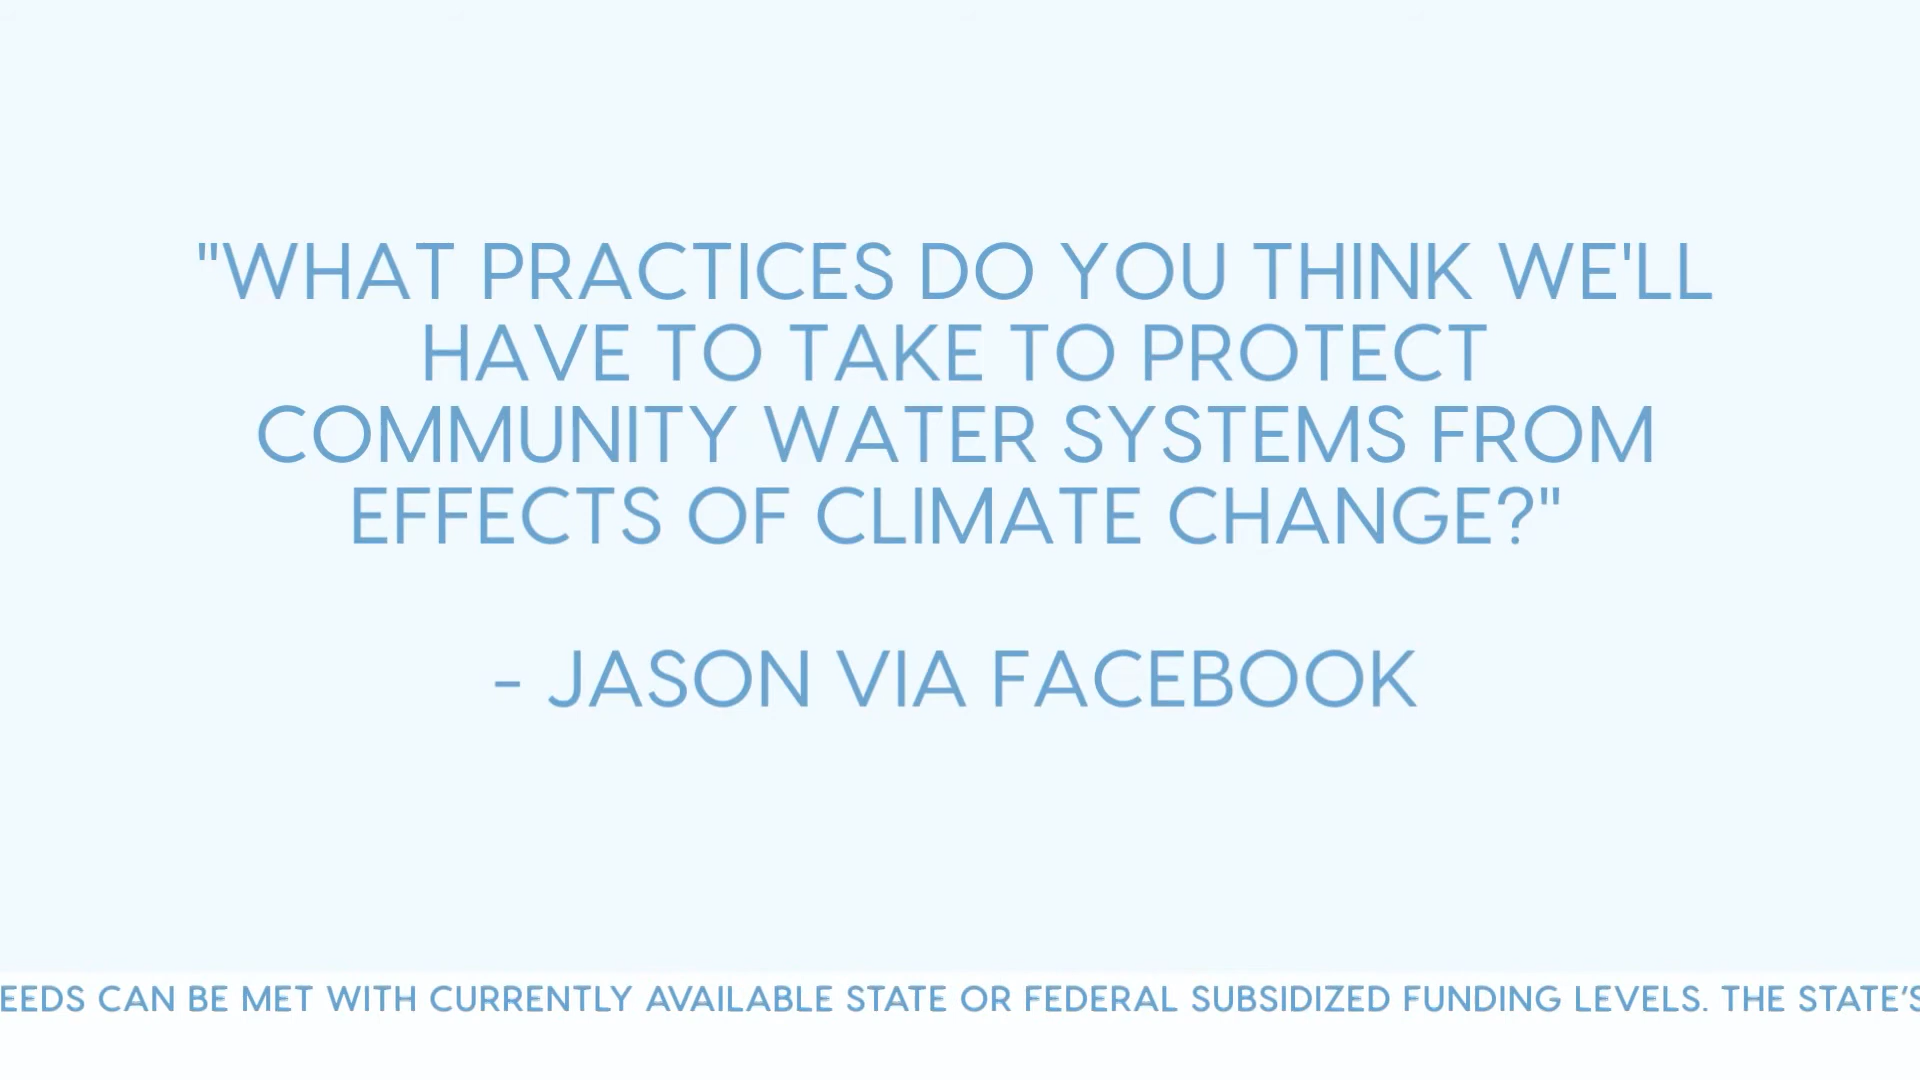 "WHAT PRACTICES DO YOU THINK WE'LL
HAVE TO TAKE TO PROTECT
COMMUNITY WATER SYSTEMS FROM
EFFECTS OF CLIMATE CHANGE?"
- JASON VIA FACEBOOK
EEDS CAN BE MET WITH CURRENTLY AVAILABLE STATE OR FEDERAL SUBSIDIZED FUNDING LEVELS. THE STATE’S